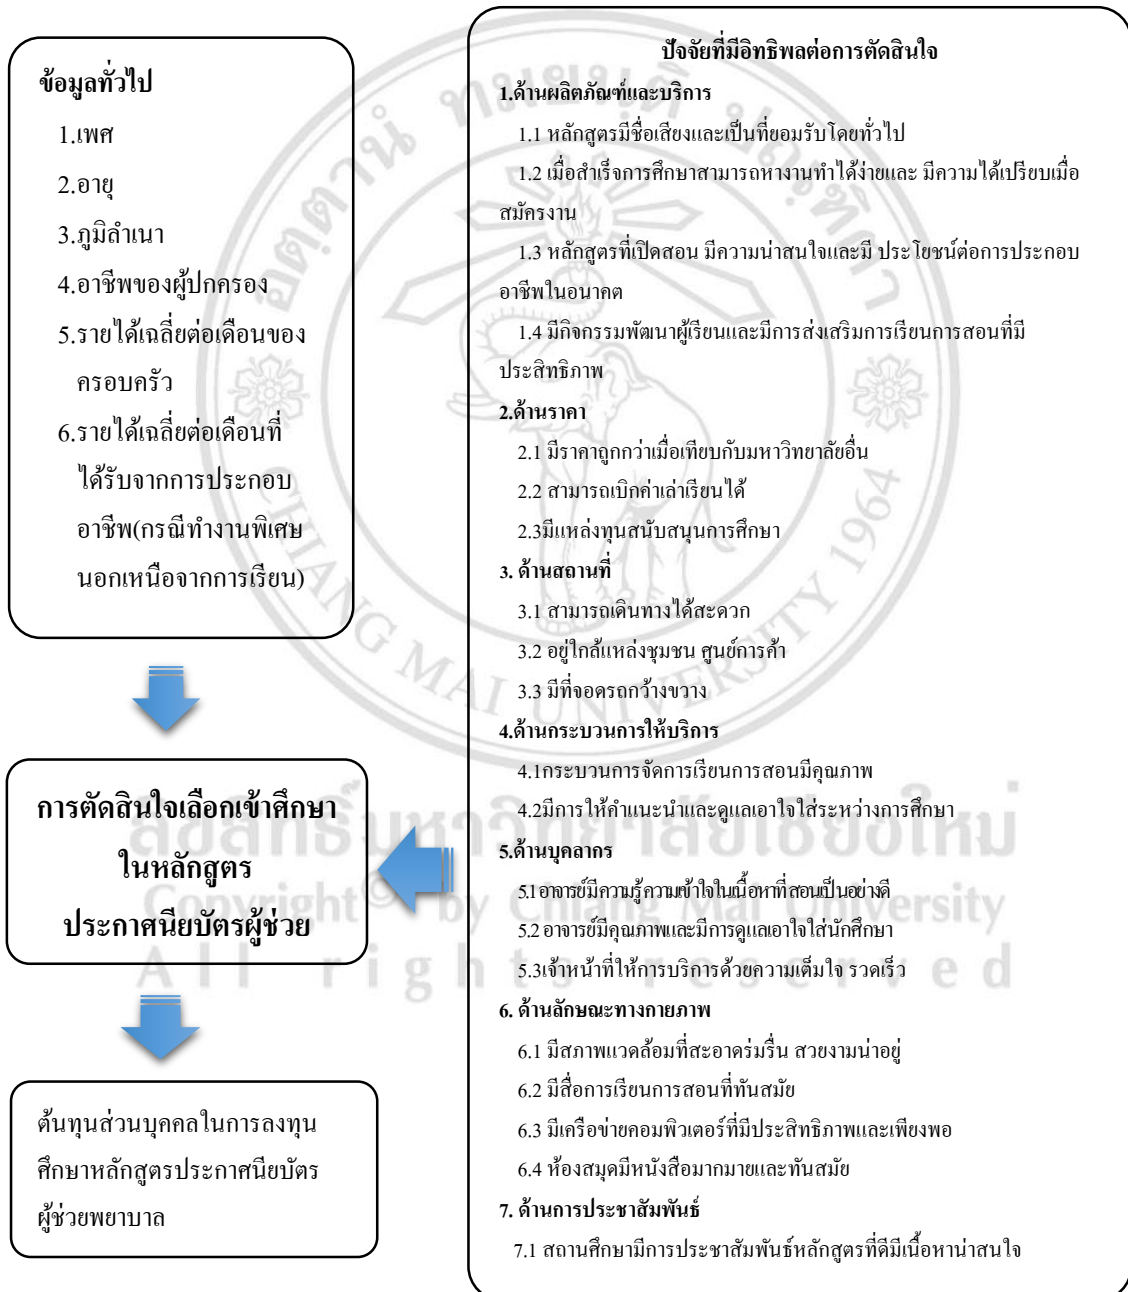 ข้อมูลทั่วไป
1.เพศ
2.อายุ
3.ภูมิลำเนา
4.อาชีพของผู้ปกครอง
5.รายได้เฉลี่ยต่อเดือนของ
ครอบครัว
6.รายได้เฉลี่ยต่อเดือนที่
ได้รับจากการประกอบ
อาชีพ(กรณีทำงานพิเศษ
นอกเหนือจากการเรียน)
การตัดสินใจเลือกเข้าศึกษา
ในหลักสูตร
ประกาศนียบัตรผู้ช่วย
ต้นทุนส่วนบุคคลในการลงทุน
ศึกษาหลักสูตรประกาศนียบัตร
ผู้ช่วยพยาบาล
ปัจจัยที่มีอิทธิพลต่อการตัดสินใจ
1.ด้านผลิตภัณฑ์และบริการ
1.1 หลักสูตรมีชื่อเสียงและเป็นที่ยอมรับโดยทั่วไป
1.2 เมื่อสำเร็จการศึกษาสามารถหางานทำได้ง่ายและ มีความได้เปรียบเมื่อ
สมัครงาน
1.3 หลักสูตรที่เปิดสอน มีความน่าสนใจและมี ประโยชน์ต่อการประกอบ
อาชีพในอนาคต
1.4 มีกิจกรรมพัฒนาผู้เรียนและมีการส่งเสริมการเรียนการสอนที่มี
ประสิทธิภาพ
2.ด้านราคา
2.1 มีราคาถูกกว่าเมื่อเทียบกับมหาวิทยาลัยอื่น
2.2 สามารถเบิกค่าเล่าเรียนได้
2.3มีแหล่งทุนสนับสนุนการศึกษา
3. ด้านสถานที่
3.1 สามารถเดินทางได้สะดวก
3.2 อยู่ใกล้แหล่งชุมชน ศูนย์การค้า
3.3 มีที่จอดรถกว้างขวาง
4.ด้านกระบวนการให้บริการ
4.1กระบวนการจัดการเรียนการสอนมีคุณภาพ
4.2มีการให้คำแนะนำและดูแลเอาใจใส่ระหว่างการศึกษา
5.ด้านบุคลากร
5.1 อาจารย์มีความรู้ความเข้าใจในเนื้อหาที่สอนเป็นอย่างดี
5.2 อาจารย์มีคุณภาพและมีการดูแลเอาใจใส่นักศึกษา
5.3เจ้าหน้าที่ให้การบริการด้วยความเต็มใจ รวดเร็ว
6. ด้านลักษณะทางกายภาพ
6.1 มีสภาพแวดล้อมที่สะอาดร่มรื่น สวยงามน่าอยู่
6.2 มีสื่อการเรียนการสอนที่ทันสมัย
6.3 มีเครือข่ายคอมพิวเตอร์ที่มีประสิทธิภาพและเพียงพอ
6.4 ห้องสมุดมีหนังสือมากมายและทันสมัย
7. ด้านการประชาสัมพันธ์
7.1 สถานศึกษามีการประชาสัมพันธ์หลักสูตรที่ดีมีเนื้อหาน่าสนใจ
อตฺตานํ ทมยนฺติ ปณฺฑิตา
CHIANG MAI UNIVERSITY 1964
ลิขสิทธิ์มหาวิทยาลัยเชียงใหม่
Copyright© by Chiang Mai University
All rights reserved